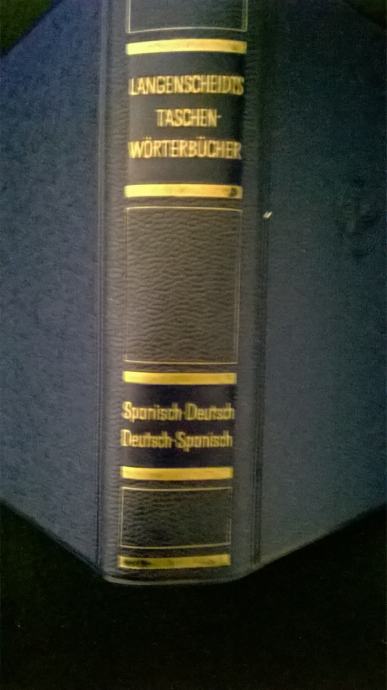 LANGENSCHEIDTS
TASCHEN-
WÖRTERBÜCHER
Spanisch-Deutsch
Deutsch-Spanisch